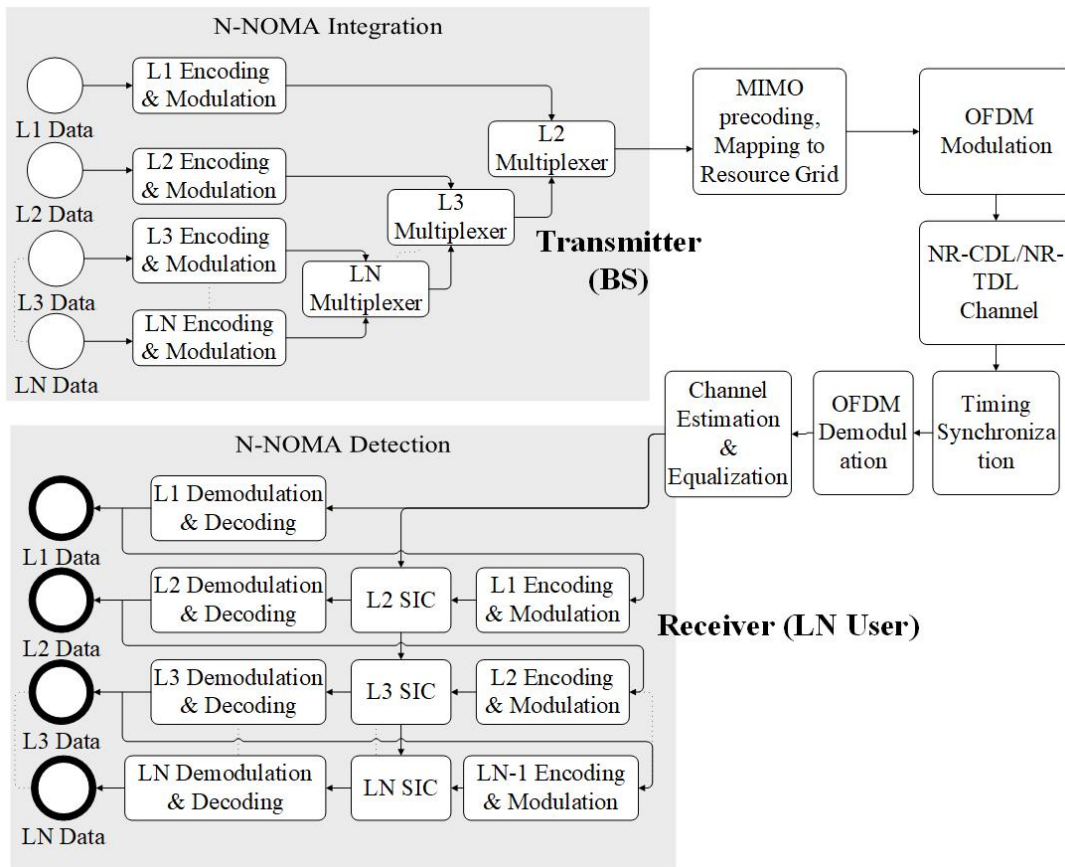 N-NOMA Integration
L1 Encoding
& Modulation
L1 Data
L2 Encoding
& Modulation
L2 Data
L3 Encoding
& Modulation
L3 Data
LN Encoding
& Modulation
LN Data
L2
Multiplexer
L3
Multiplexer
LN
Multiplexer
Transmitter
(BS)
MIMO
precoding,
Mapping to
Resource Grid
OFDM
Modulation
NR-CDL/NR-
TDL
Channel
Timing
Synchroniza
tion
OFDM
Demodul
ation
Channel
Estimation
&
Equalization
N-NOMA Detection
L1 Demodulation
& Decoding
L1 Data
L2 Demodulation
& Decoding
L2 SIC
L1 Encoding
& Modulation
L2 Data
Receiver (LN User)
L3 Demodulation
& Decoding
L3 SIC
L2 Encoding
& Modulation
L3 Data
LN Demodulation
& Decoding
LN SIC
LN-1 Encoding
& Modulation
LN Data